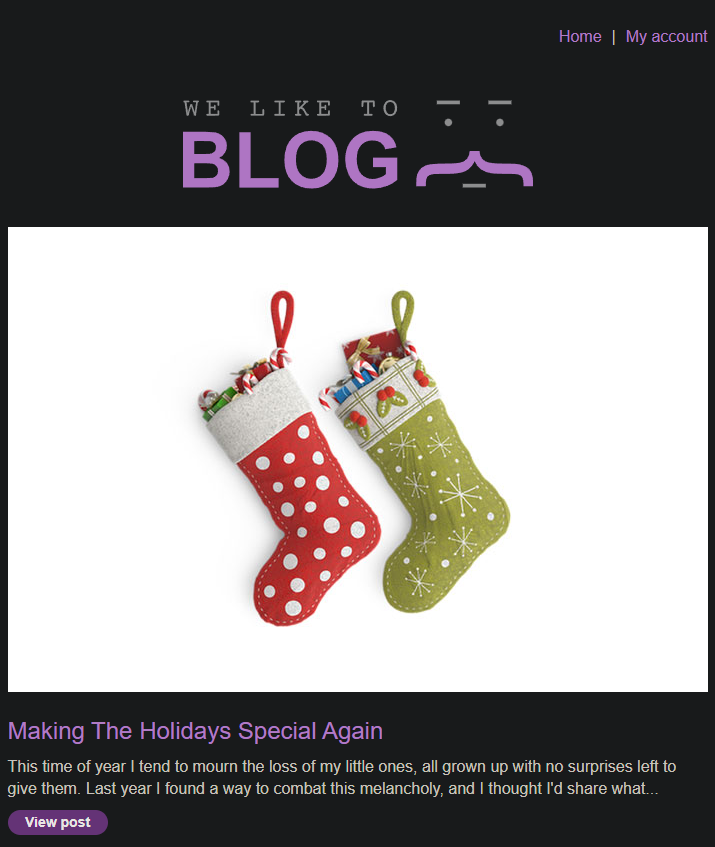 Home | My account
WE LIKE TO
BLOG
Making The Holidays Special Again
This time of year I tend to mourn the loss of my little ones, all grown up with no surprises left to
give them. Last year I found a way to combat this melancholy, and I thought I'd share what...
View post